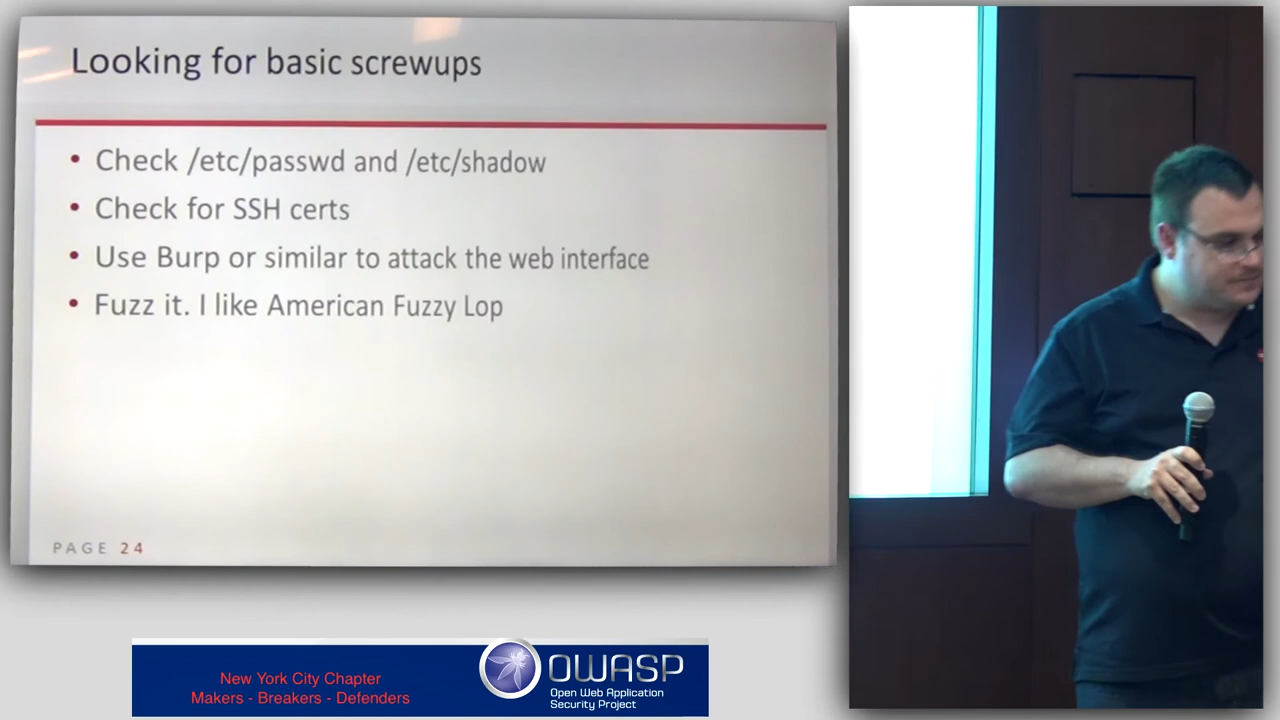 Looking for basic screwups
• Check /etc/passwd and /etc/shadow
• Check for SSH certs
• Use Burp or similar to attack the web interface
• Fuzz it. I like American Fuzzy Lop
PAGE 24
New York City Chapter
Makers - Breakers - Defenders
OWASP
Open Web Application
Security Project